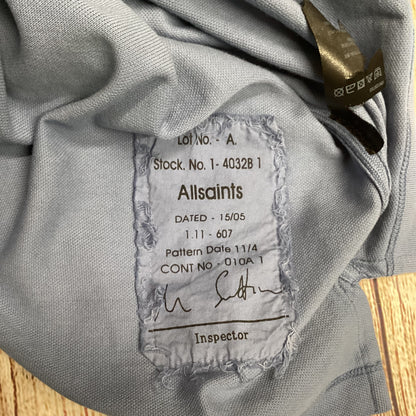 Lot No. - A.
Stock. No. 1- 4032B 1
Allsaints
DATED - 15/05
1.11 - 607
Pattern Date 11/4
CONT No - 010A 1
Inspector